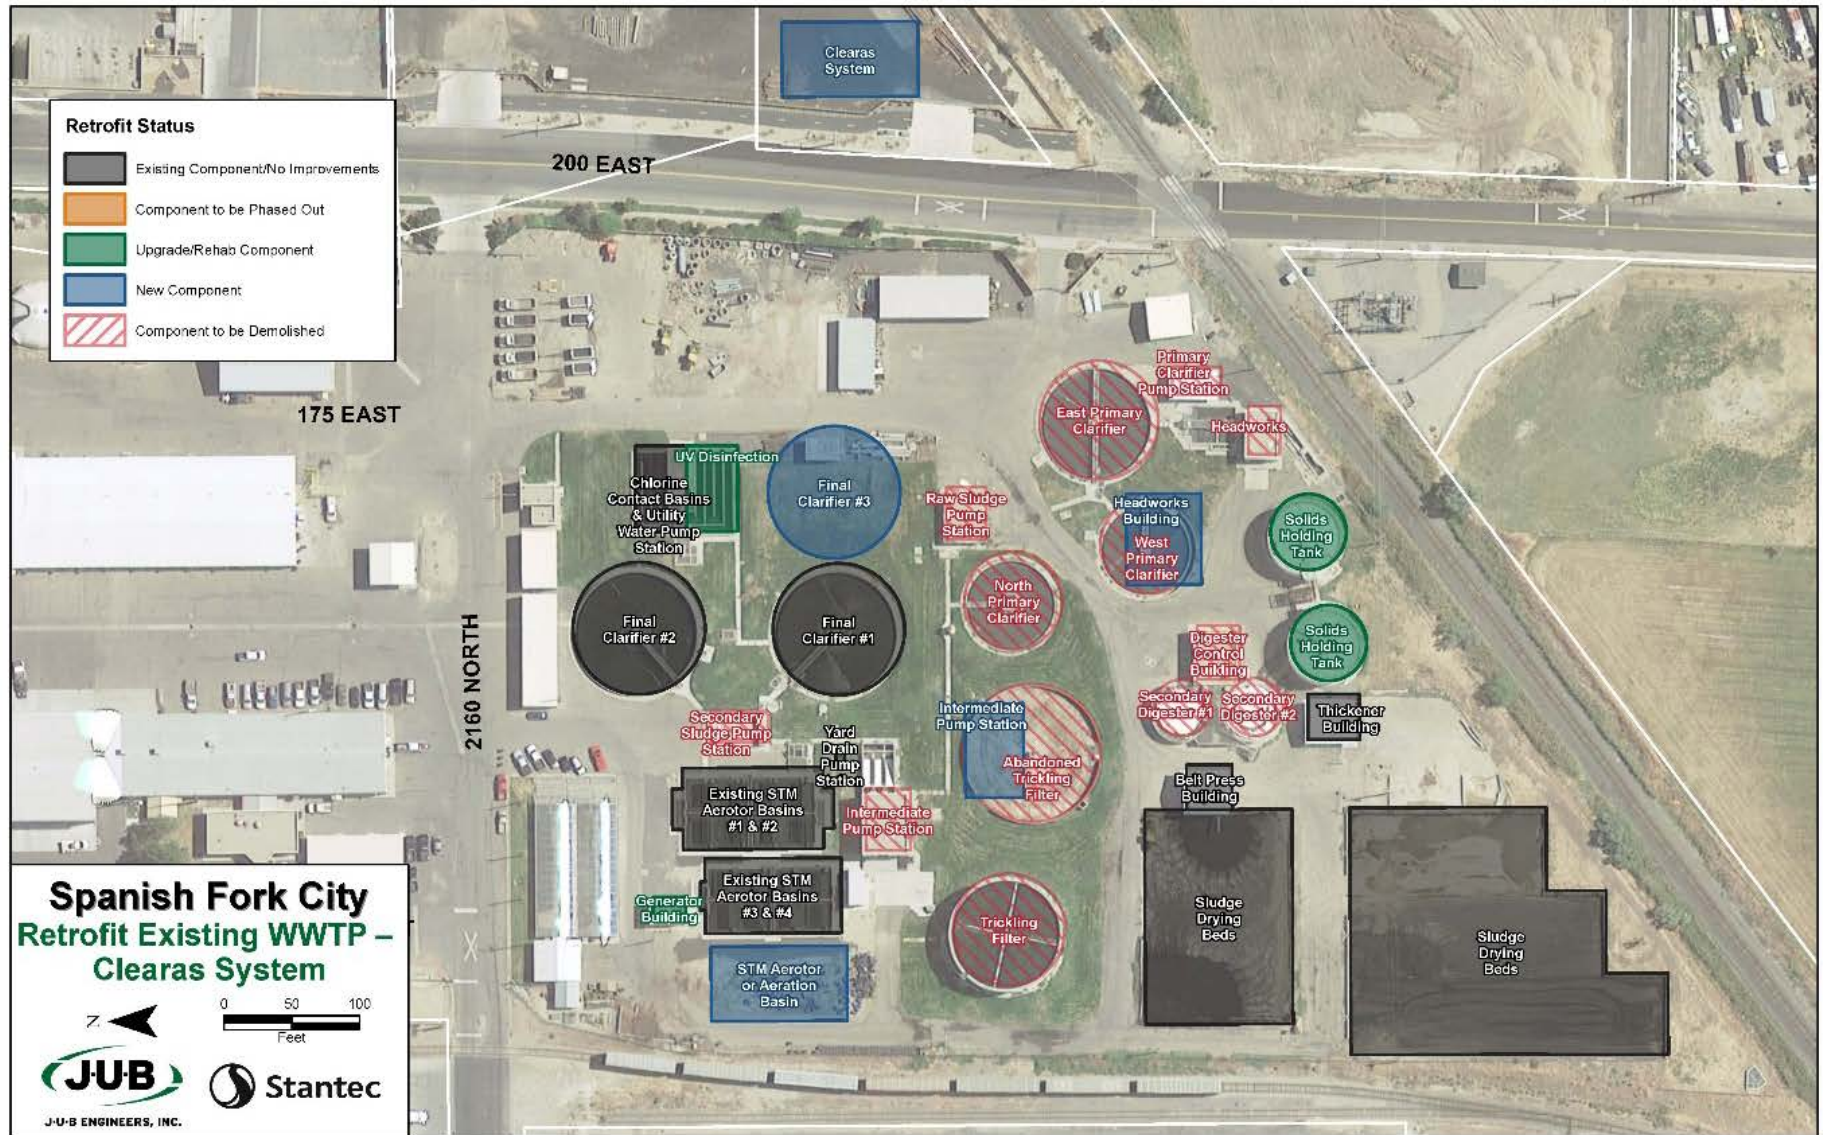 Clearas
System
Retrofit Status
Existing Component/No Improvements
Component to be Phased Out
Upgrade/Rehab Component
New Component
Component to be Demolished
200 EAST
175 EAST
2160 NORTH
Primary
Clarifier
Pump Station
East Primary
Clarifier
Headworks
UV Disinfection
Chlorine
Contact Basins
& Utility
Water Pump
Station
Final
Clarifier #3
Raw Sludge
Pump
Station
Headworks
Building
West
Primary
Clarifier
Solids
Holding
Tank
North
Primary
Clarifier
Final
Clarifier #2
Final
Clarifier #1
Digester
Control
Building
Solids
Holding
Tank
Secondary
Digester #1
Secondary
Digester #2
Thickener
Building
Intermediate
Pump Station
Secondary
Sludge Pump
Station
Yard
Drain
Pump
Station
Abandoned
Trickling
Filter
Belt Press
Building
Existing STM
Aerotor Basins
#1 & #2
Intermediate
Pump Station
Existing STM
Aerotor Basins
#3 & #4
Generator
Building
Trickling
Filter
Sludge
Drying
Beds
Sludge
Drying
Beds
STM Aerotor
or Aeration
Basin
Spanish Fork City
Retrofit Existing WWTP –
Clearas System
N
0 50 100
Feet
J·U·B
J·U·B ENGINEERS, INC.
Stantec